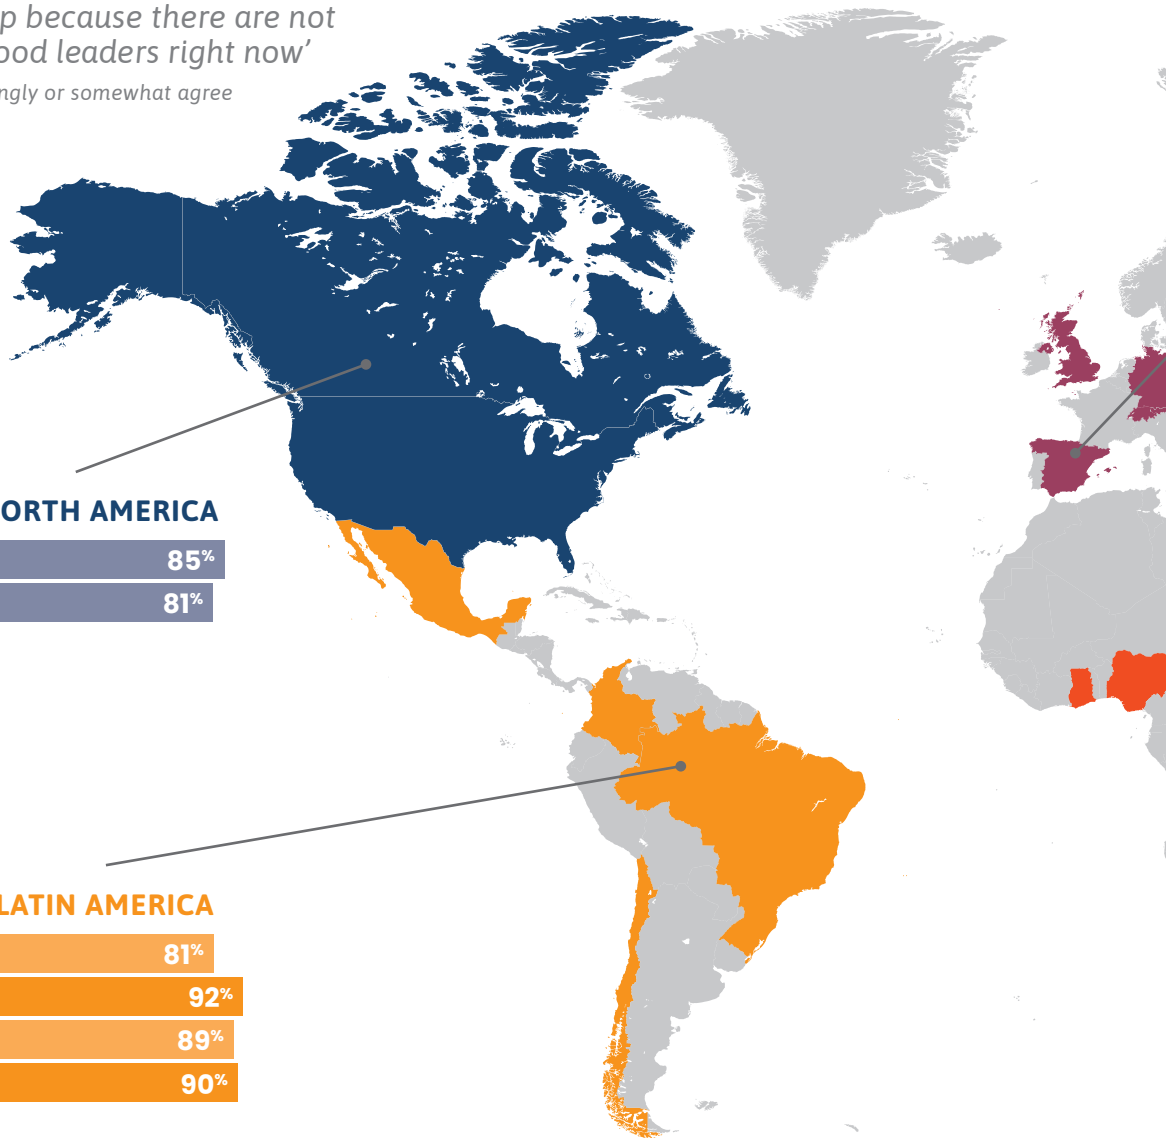 p because there are not
ood leaders right now’
ngly or somewhat agree
ORTH AMERICA
85%
81%
LATIN AMERICA
81%
92%
89%
90%